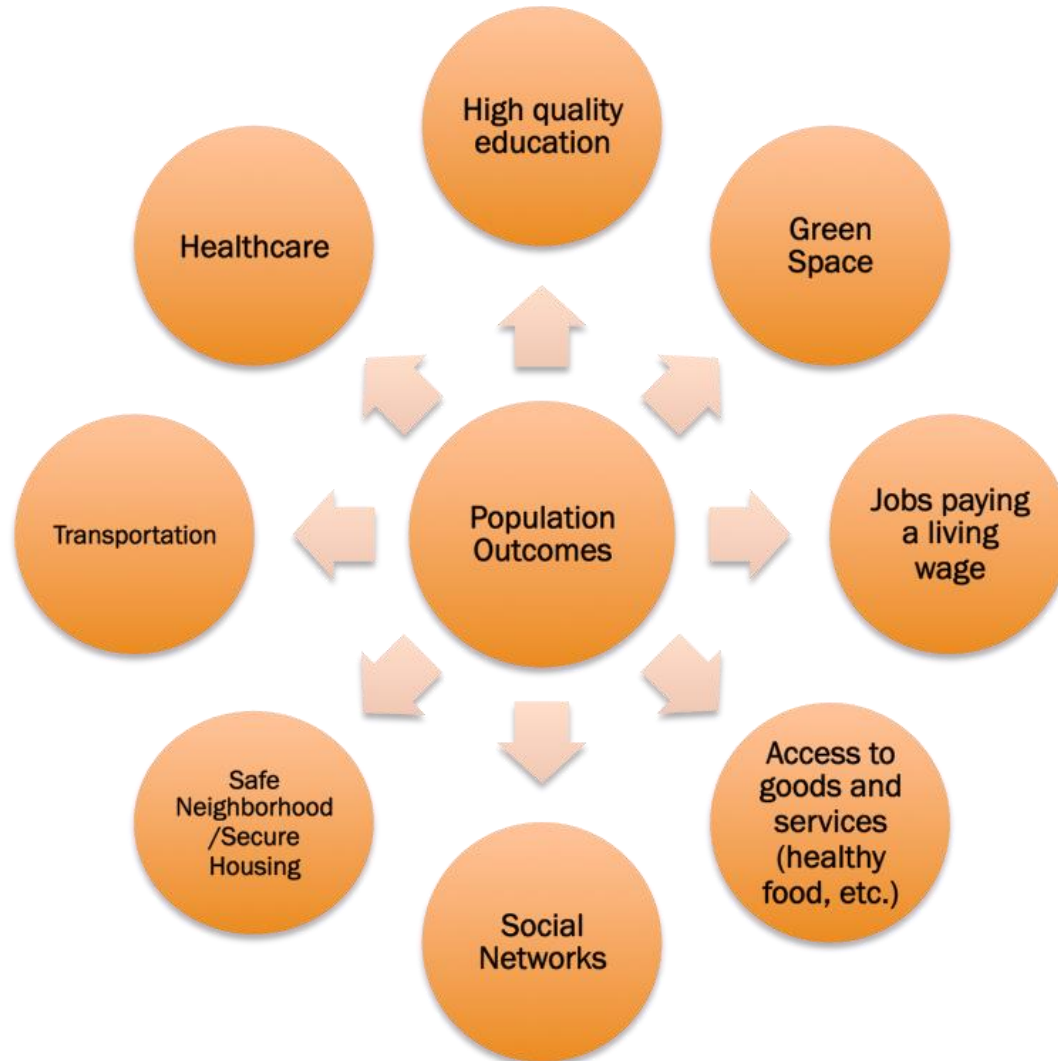 High quality
education
Green
Space
Jobs paying
a living
wage
Access to
goods and
services
(healthy
food, etc.)
Social
Networks
Safe
Neighborhood
/Secure
Housing
Transportation
Healthcare
Population
Outcomes